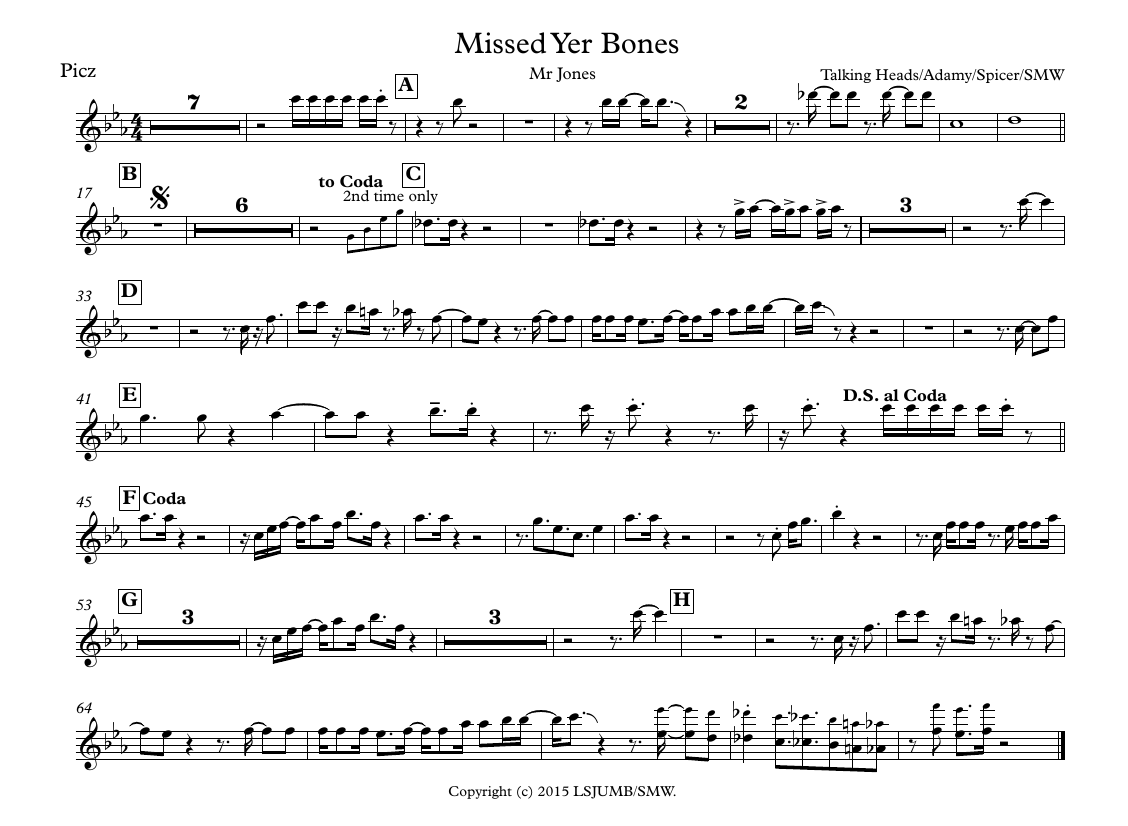 Missed Yer Bones
Picz
Mr Jones
Talking Heads/Adamy/Spicer/SMW
A
7
2
B
to Coda
C
17
2nd time only
6
3
D
33
E
41
D.S. al Coda
F Coda
45
G
H
53
3
3
64
Copyright (c) 2015 LSJUMB/SMW.